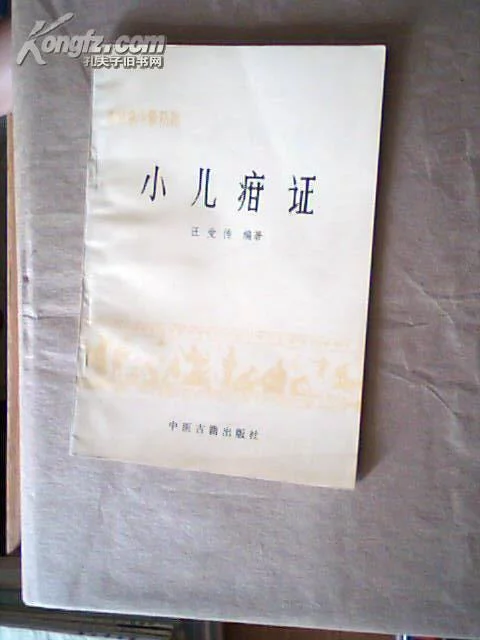 Kongfz.com
孔夫子旧书网
小儿疳证
汪受传 编著
中医古籍出版社